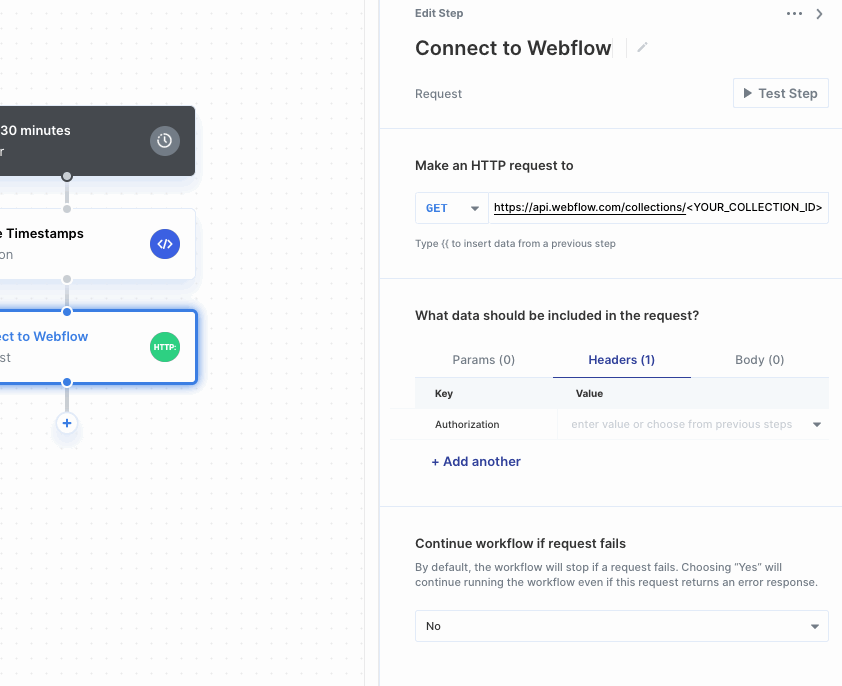 Edit Step
Connect to Webflow
Request
Test Step
30 minutes
r
e Timestamps
on
ect to Webflow
st
HTTP:
Make an HTTP request to
GET
https://api.webflow.com/collections/<YOUR_COLLECTION_ID>
Type {{ to insert data from a previous step
What data should be included in the request?
Params (0) Headers (1) Body (0)
Key Value
Authorization enter value or choose from previous steps
+ Add another
Continue workflow if request fails
By default, the workflow will stop if a request fails. Choosing “Yes” will
continue running the workflow even if this request returns an error response.
No